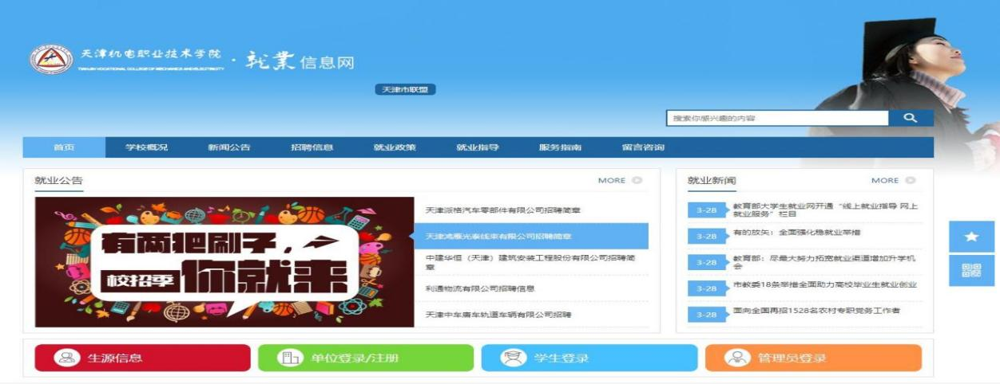 天津机电职业技术学院
TIANJIN VOCATIONAL COLLEGE OF MECHANICS AND ELECTRICITY
·就業信息网
天津市联盟
搜索你感兴趣的内容
首页 学校概况 新闻公告 招聘信息 就业政策 就业指导 服务指南 留言咨询
就业公告 MORE
有两把刷子,
校招季 你就来
天津派格汽车零部件有限公司招聘简章
天津鸿雁光泰线束有限公司招聘简章
中建华恒（天津）建筑安装工程股份有限公司招聘简
章
利通物流有限公司招聘信息
天津中车唐车轨道车辆有限公司招聘
就业新闻 MORE
3-28 教育部大学生就业网开通“线上就业指导 网上
就业服务”栏目
3-28 有的放矢：全面强化稳就业举措
3-28 教育部：尽最大努力拓宽就业渠道增加升学机
会
3-28 市教委18条举措全面助力高校毕业生就业创业
3-28 面向全国再招1528名农村专职党务工作者
生源信息 单位登录/注册 学生登录 管理员登录